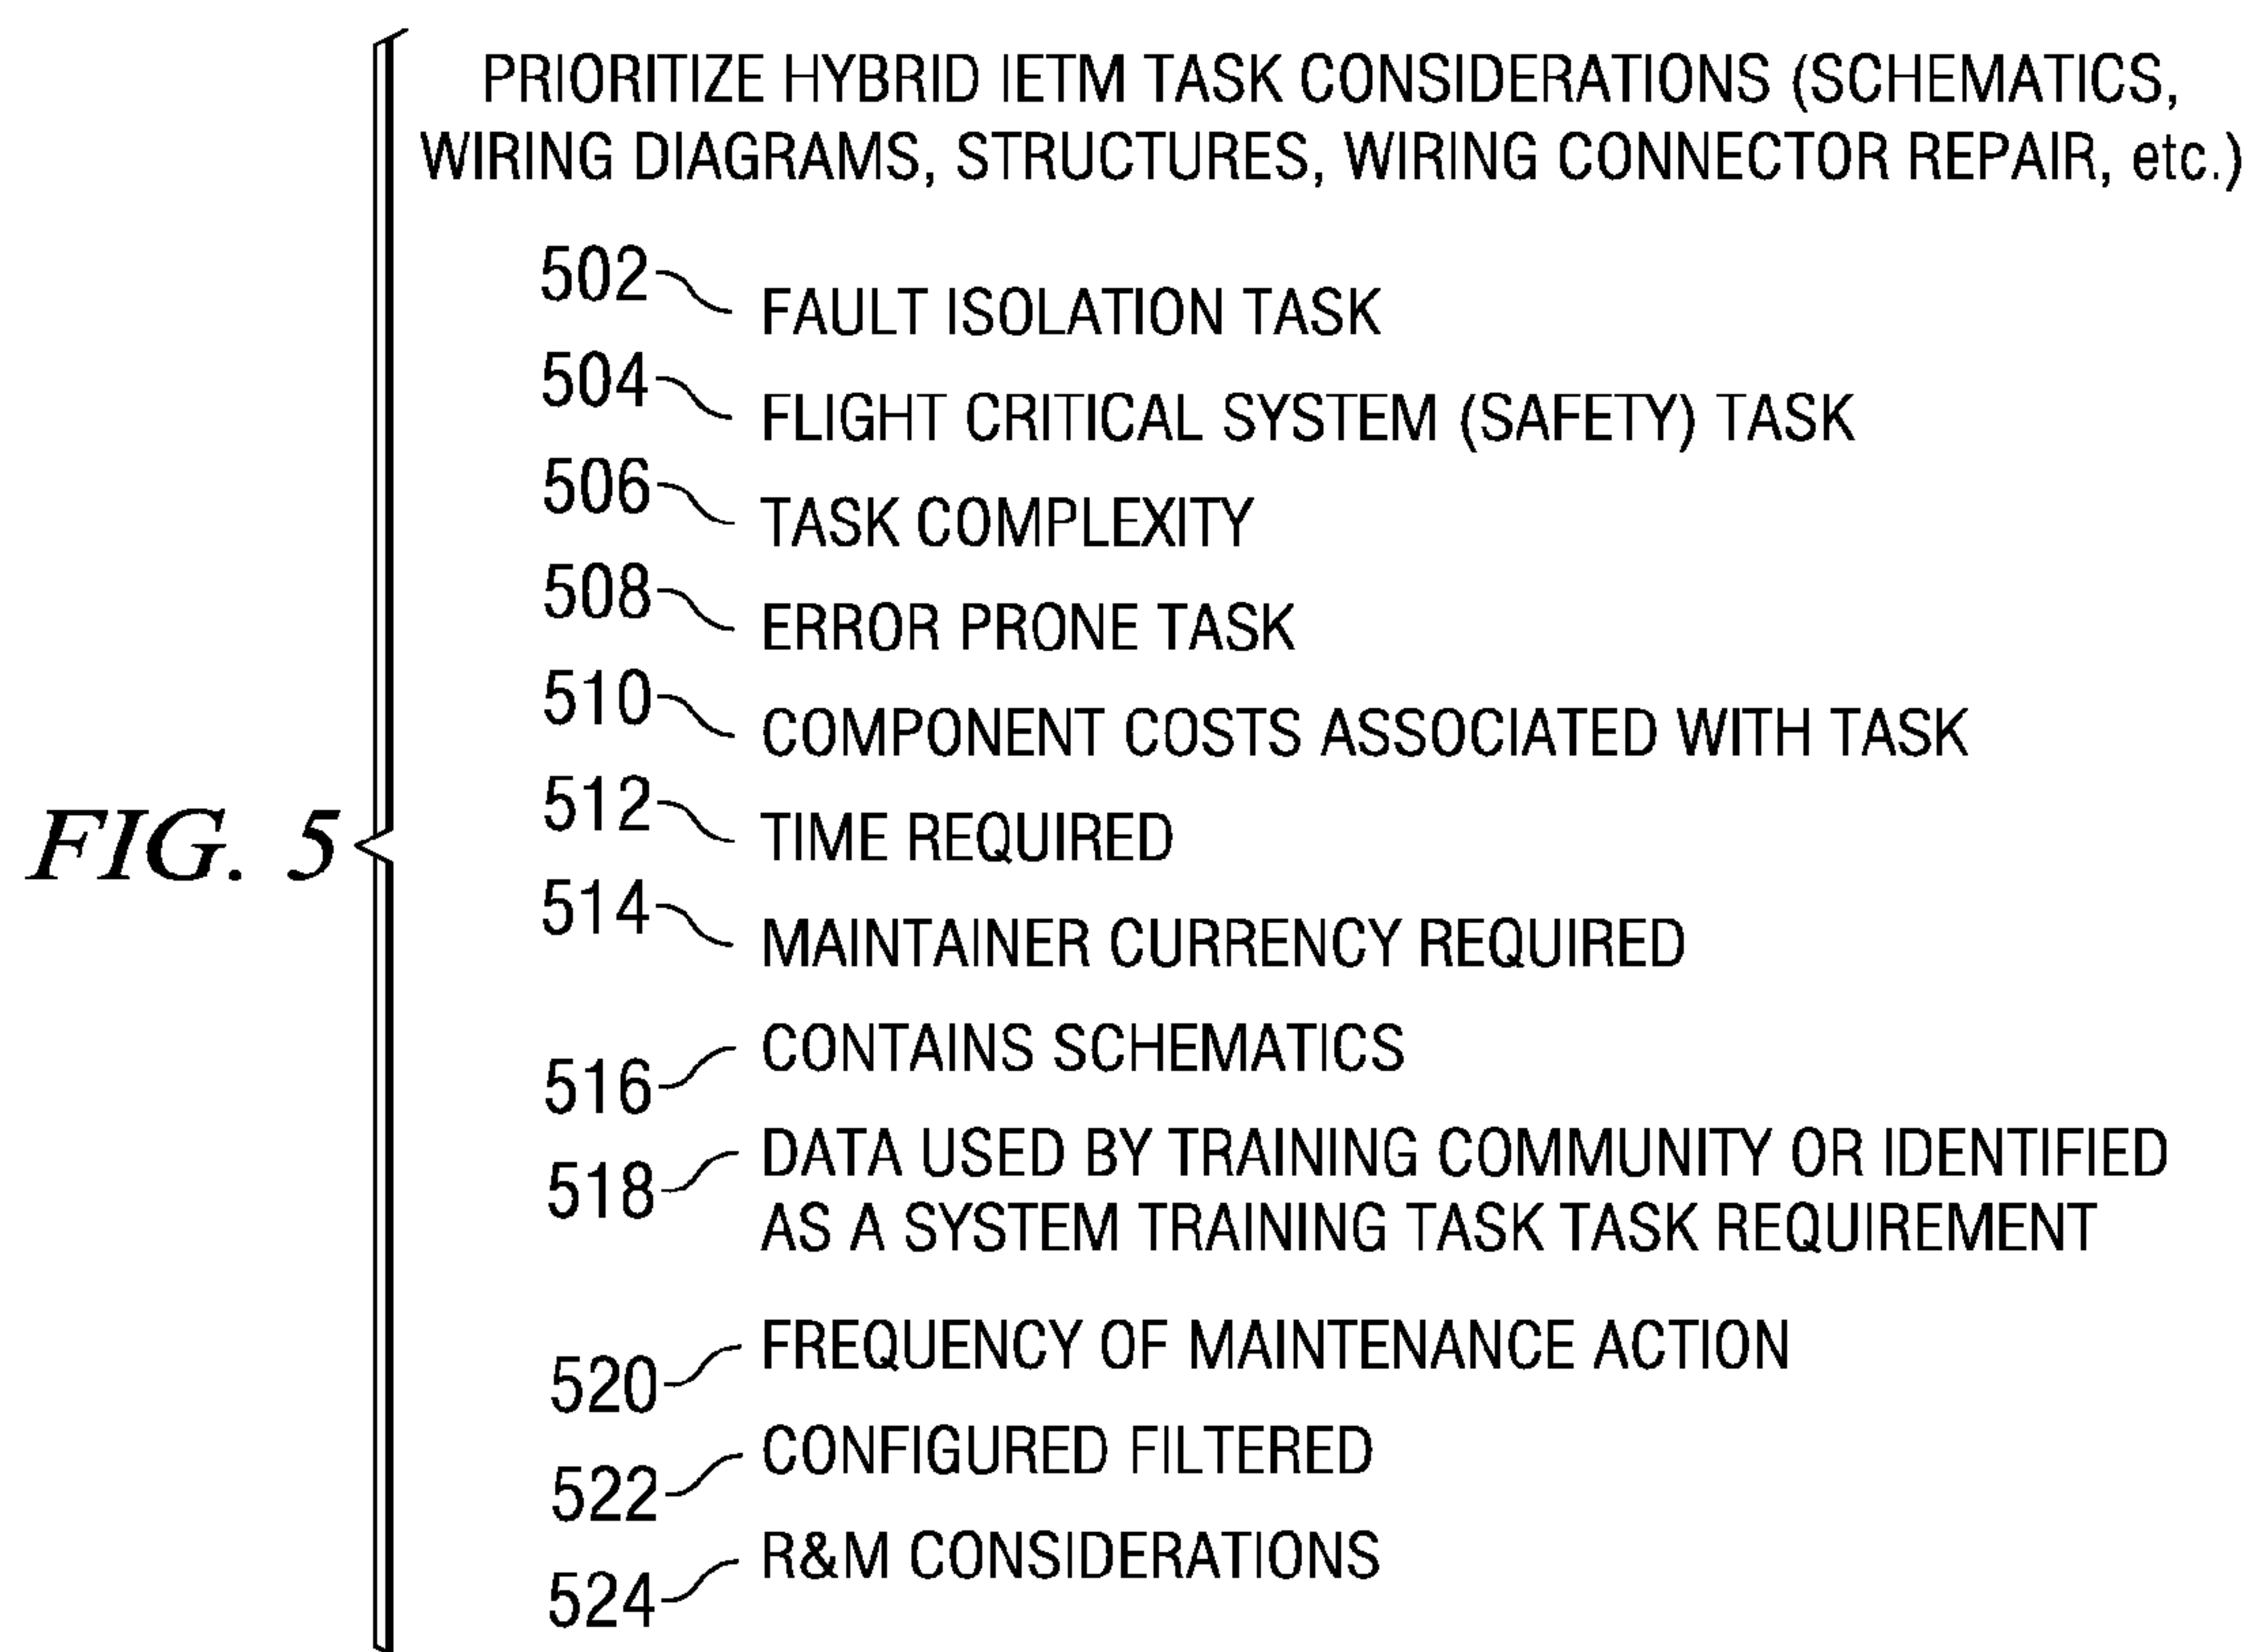 PRIORITIZE HYBRID IETM TASK CONSIDERATIONS (SCHEMATICS,
WIRING DIAGRAMS, STRUCTURES, WIRING CONNECTOR REPAIR, etc.)
502 FAULT ISOLATION TASK
504 FLIGHT CRITICAL SYSTEM (SAFETY) TASK
506 TASK COMPLEXITY
508 ERROR PRONE TASK
510 COMPONENT COSTS ASSOCIATED WITH TASK
512 TIME REQUIRED
FIG. 5
514 MAINTAINER CURRENCY REQUIRED
516 CONTAINS SCHEMATICS
518 DATA USED BY TRAINING COMMUNITY OR IDENTIFIED
AS A SYSTEM TRAINING TASK TASK REQUIREMENT
520 FREQUENCY OF MAINTENANCE ACTION
522 CONFIGURED FILTERED
524 R&M CONSIDERATIONS